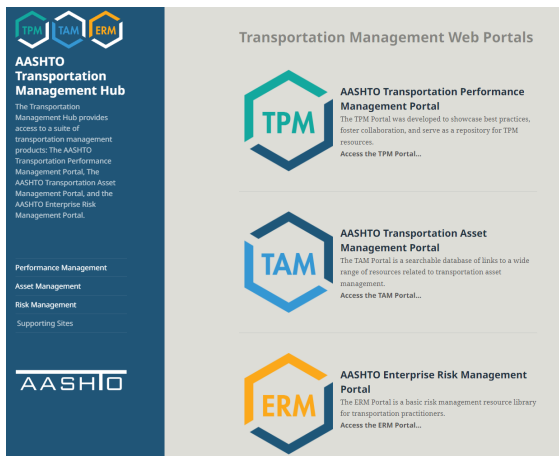 TPM TAM ERM
AASHTO
Transportation
Management Hub
The Transportation
Management Hub provides
access to a suite of
transportation management
products: The AASHTO
Transportation Performance
Management Portal, The
AASHTO Transportation Asset
Management Portal, and the
AASHTO Enterprise Risk
Management Portal.
Performance Management
Asset Management
Risk Management
Supporting Sites
AASHTO
Transportation Management Web Portals
TPM
AASHTO Transportation Performance
Management Portal
The TPM Portal was developed to showcase best practices,
foster collaboration, and serve as a repository for TPM
resources.
Access the TPM Portal...
TAM
AASHTO Transportation Asset
Management Portal
The TAM Portal is a searchable database of links to a wide
range of resources related to transportation asset
management.
Access the TAM Portal...
ERM
AASHTO Enterprise Risk Management
Portal
The ERM Portal is a basic risk management resource library
for transportation practitioners.
Access the ERM Portal...